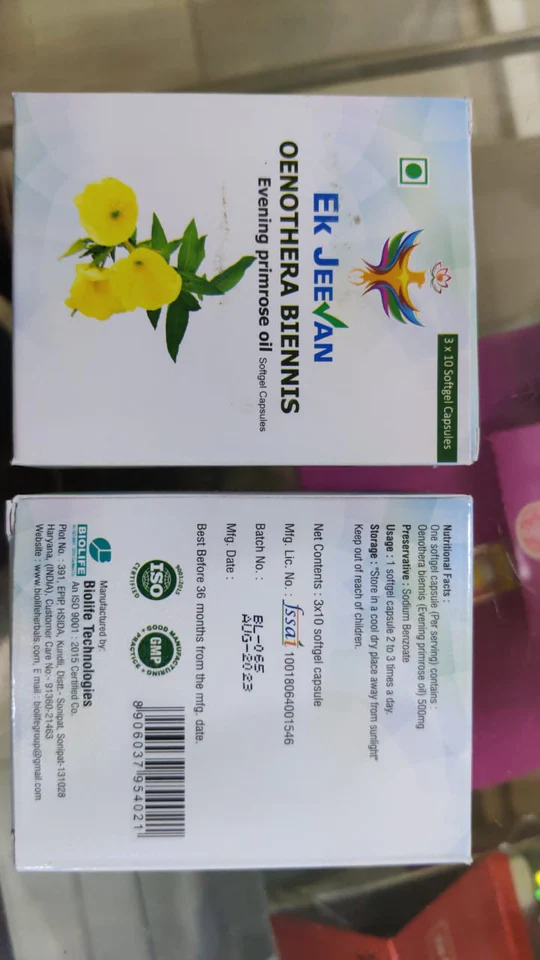 3 x 10 Softgel Capsules
EK JEEVAN
OENOTHERA BIENNIS
Evening primrose oil Softgel Capsules
Nutritional Facts :
One softgel capsule (Per serving) contains :
Oenothera biennis (Evening primrose oil) 500mg
Preservative : Sodium Benzoate
Usage : 1 softgel capsule 2 to 3 times a day.
Storage : "Store in a cool dry place away from sunlight"
Keep out of reach of children.
Net Contents : 3x10 softgel capsule
Mfg. Lic. No. : fssai 10018064001546
Batch No. : BL-065
Mfg. Date : AUG-2023
Best Before 36 months from the mfg. date.
ISO
CERTIFIED
GOOD MANUFACTURING
GMP
PRACTICE
8906037954021
Manufactured by:
BIOLIFE
Biolife Technologies
An ISO 9001 : 2015 Certified Co.
Plot No. : 391, EPIP, HSIDA, Kundli, Distt:- Sonipat, Sonipat-131028
Haryana, (INDIA), Customer Care No:- 91360-21463
Website : www.biolifeherbals.com, E mail : biolifegroup@gmail.com